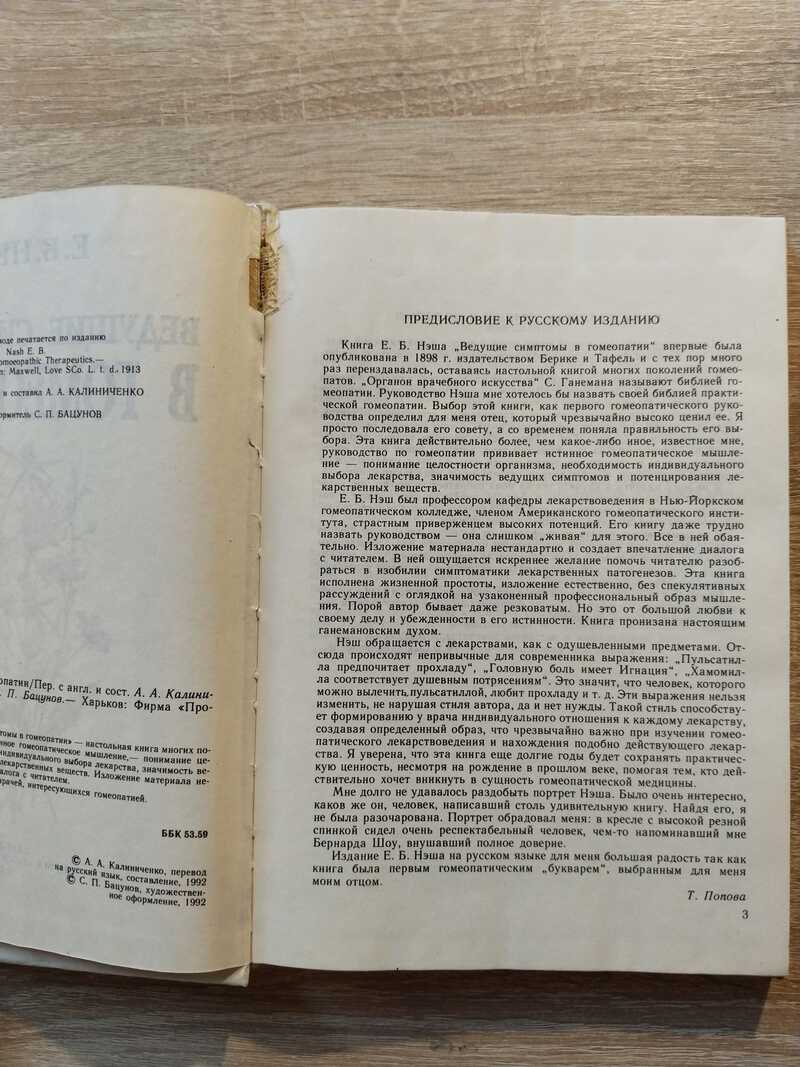 Е. Б. Н
ВЕДУЩИЕ
В Г
воде печатается по изданию
Nash E. B.
omoeopathic Therapeutics.—
n: Maxwell, Love SCo. L. t. d. 1913
и составил А. А. КАЛИНИЧЕНКО
формитель С. П. БАЦУНОВ
опатии/Пер. с англ. и сост. А. А. Калини-
. П. Бацунов.— Харьков: Фирма «Про-
томы в гомеопатии» — настольная книга многих по-
нное гомеопатическое мышление,— понимание це-
индивидуального выбора лекарства, значимость ве-
лекарственных веществ. Изложение материала не-
алога с читателем.
врачей, интересующихся гомеопатией.
ББК 53.59
© А. А. Калиниченко, перевод
на русский язык, составление, 1992
© С. П. Бацунов, художествен-
ное оформление, 1992
ПРЕДИСЛОВИЕ К РУССКОМУ ИЗДАНИЮ
Книга Е. Б. Нэша „Ведущие симптомы в гомеопатии“ впервые была
опубликована в 1898 г. издательством Берике и Тафель и с тех пор много
раз переиздавалась, оставаясь настольной книгой многих поколений гомео-
патов. „Органон врачебного искусства“ С. Ганемана называют библией го-
меопатии. Руководство Нэша мне хотелось бы назвать своей библией практи-
ческой гомеопатии. Выбор этой книги, как первого гомеопатического руко-
водства определил для меня отец, который чрезвычайно высоко ценил ее. Я
просто последовала его совету, а со временем поняла правильность его вы-
бора. Эта книга действительно более, чем какое-либо иное, известное мне,
руководство по гомеопатии прививает истинное гомеопатическое мышле-
ние — понимание целостности организма, необходимость индивидуального
выбора лекарства, значимость ведущих симптомов и потенцирования ле-
карственных веществ.
Е. Б. Нэш был профессором кафедры лекарствоведения в Нью-Йоркском
гомеопатическом колледже, членом Американского гомеопатического инсти-
тута, страстным приверженцем высоких потенций. Его книгу даже трудно
назвать руководством — она слишком „живая“ для этого. Все в ней обая-
тельно. Изложение материала нестандартно и создает впечатление диалога
с читателем. В ней ощущается искреннее желание помочь читателю разоб-
раться в изобилии симптоматики лекарственных патогенезов. Эта книга
исполнена жизненной простоты, изложение естественно, без спекулятивных
рассуждений с оглядкой на узаконенный профессиональный образ мышле-
ния. Порой автор бывает даже резковатым. Но это от большой любви к
своему делу и убежденности в его истинности. Книга пронизана настоящим
ганемановским духом.
Нэш обращается с лекарствами, как с одушевленными предметами. От-
сюда происходят непривычные для современника выражения: „Пульсатил-
ла предпочитает прохладу“, „Головную боль имеет Игнация“, „Хамомил-
ла соответствует душевным потрясениям“. Это значит, что человек, которого
можно вылечить,пульсатиллой, любит прохладу и т. д. Эти выражения нельзя
изменить, не нарушая стиля автора, да и нет нужды. Такой стиль способству-
ет формированию у врача индивидуального отношения к каждому лекарству,
создавая определенный образ, что чрезвычайно важно при изучении гомео-
патического лекарствоведения и нахождения подобно действующего лекар-
ства. Я уверена, что эта книга еще долгие годы будет сохранять практичес-
кую ценность, несмотря на рождение в прошлом веке, помогая тем, кто дей-
ствительно хочет вникнуть в сущность гомеопатической медицины.
Мне долго не удавалось раздобыть портрет Нэша. Было очень интересно,
каков же он, человек, написавший столь удивительную книгу. Найдя его, я
не была разочарована. Портрет обрадовал меня: в кресле с высокой резной
спинкой сидел очень респектабельный человек, чем-то напоминавший мне
Бернарда Шоу, внушавший полное доверие.
Издание Е. Б. Нэша на русском языке для меня большая радость так как
книга была первым гомеопатическим „букварем“, выбранным для меня
моим отцом.
Т. Попова
3